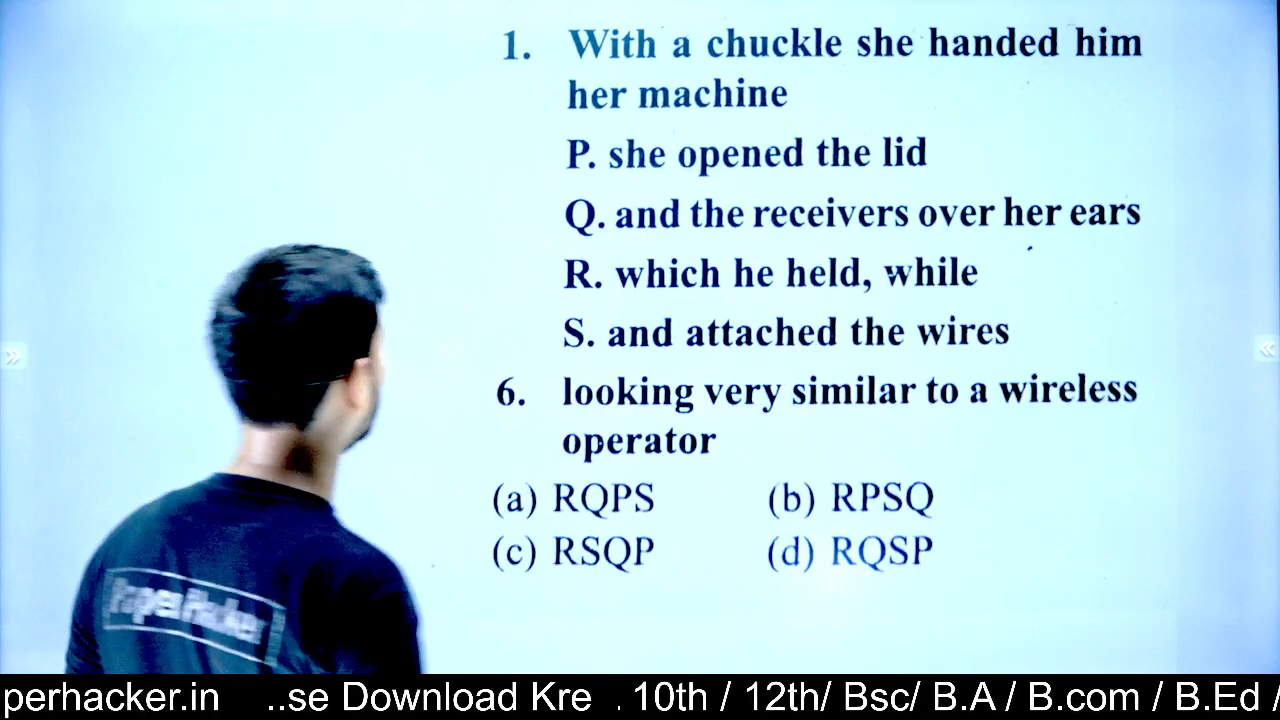 1. With a chuckle she handed him
her machine
P. she opened the lid
Q. and the receivers over her ears
R. which he held, while
S. and attached the wires
6. looking very similar to a wireless
operator
(a) RQPS (b) RPSQ
(c) RSQP (d) RQSP
PaperHacker
perhacker.in ..se Download Kre . 10th / 12th/ Bsc/ B.A / B.com / B.Ed /